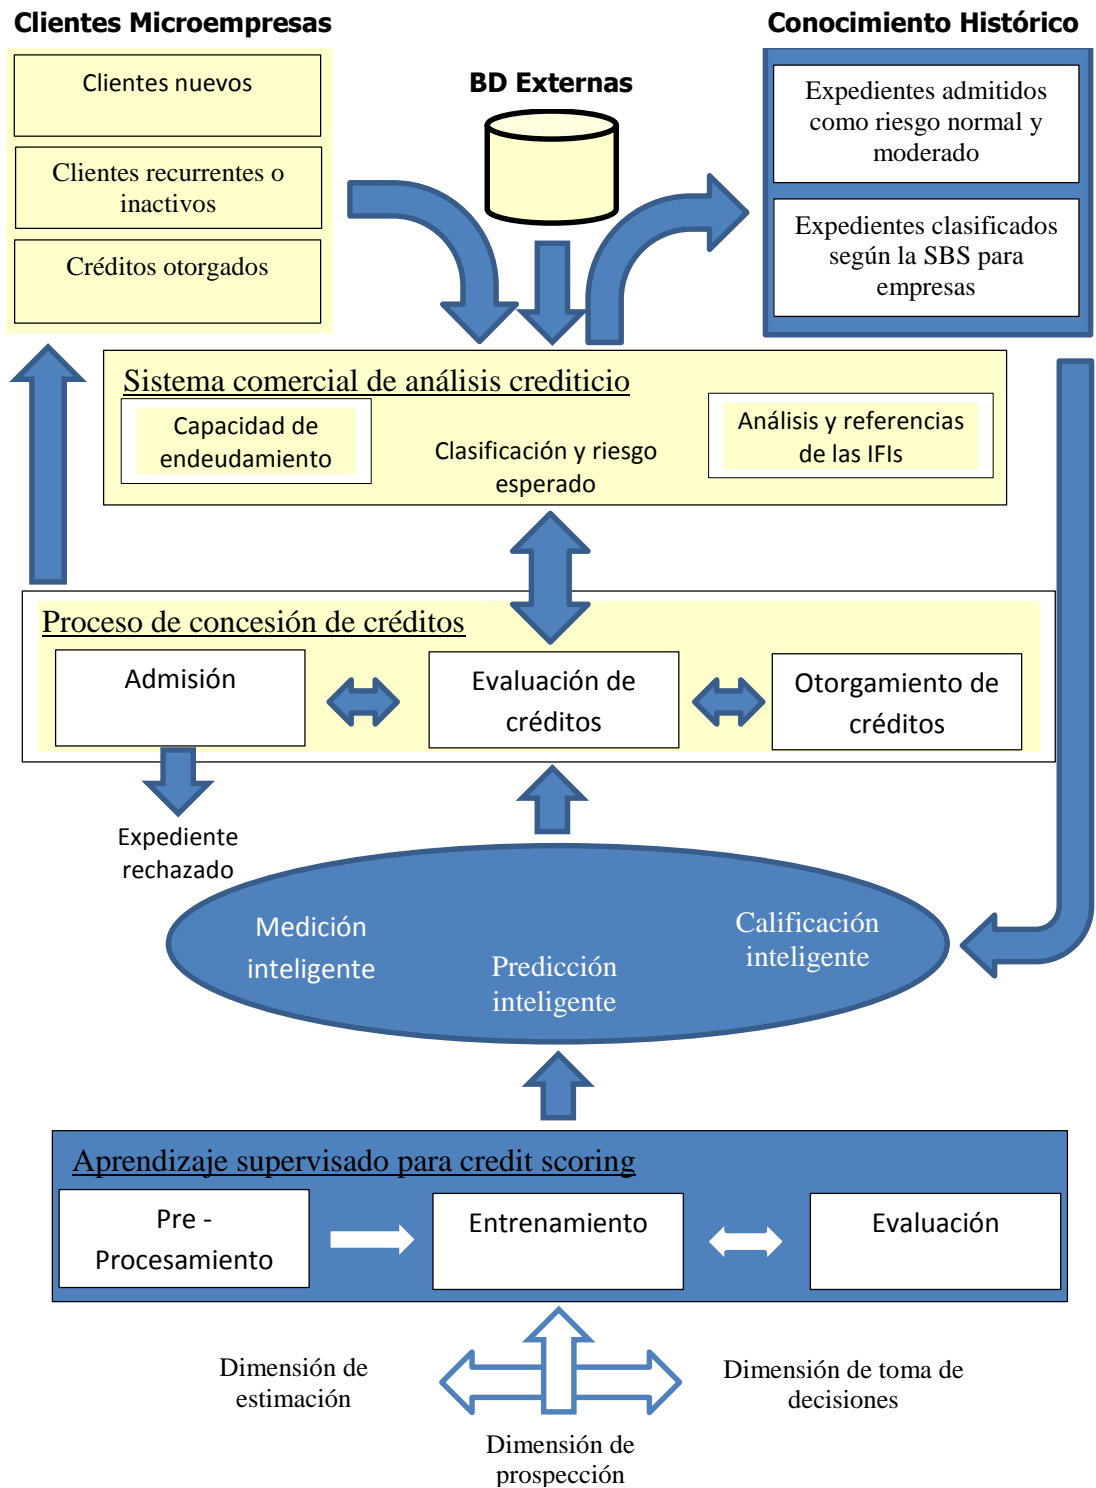 Clientes Microempresas
Conocimiento Histórico
BD Externas
Clientes nuevos
Clientes recurrentes o
inactivos
Créditos otorgados
Expedientes admitidos
como riesgo normal y
moderado
Expedientes clasificados
según la SBS para
empresas
Sistema comercial de análisis crediticio
Capacidad de
endeudamiento
Clasificación y riesgo
esperado
Análisis y referencias
de las IFIs
Proceso de concesión de créditos
Admisión
Evaluación de
créditos
Otorgamiento de
créditos
Expediente
rechazado
Medición
inteligente
Predicción
inteligente
Calificación
inteligente
Aprendizaje supervisado para credit scoring
Pre -
Procesamiento
Entrenamiento
Evaluación
Dimensión de
estimación
Dimensión de toma de
decisiones
Dimensión de
prospección